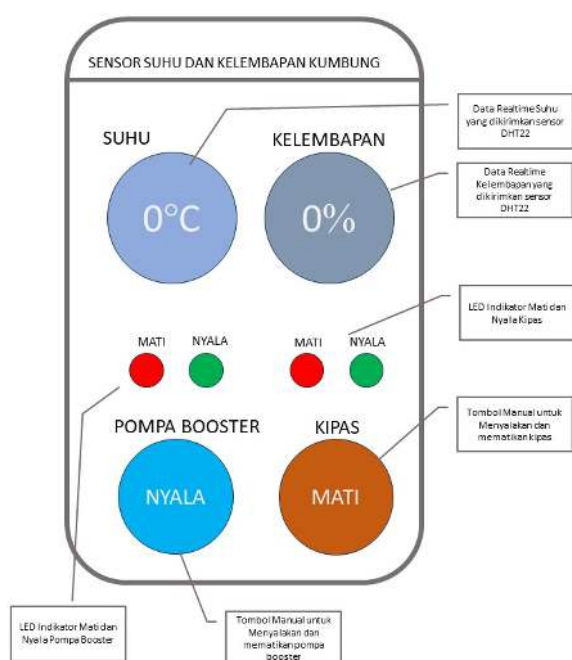 SENSOR SUHU DAN KELEMBAPAN KUMBUNG
SUHU
KELEMBAPAN
0°C
0%
MATI
NYALA
MATI
NYALA
POMPA BOOSTER
KIPAS
NYALA
MATI
Data Realtime Suhu
yang dikirimkan sensor
DHT22
Data Realtime
Kelembapan yang
dikirimkan sensor
DHT22
LED Indikator Mati dan
Nyala Kipas
Tombol Manual untuk
Menyalakan dan
mematikan kipas
LED Indikator Mati dan
Nyala Pompa Booster
Tombol Manual untuk
Menyalakan dan
mematikan pompa
booster